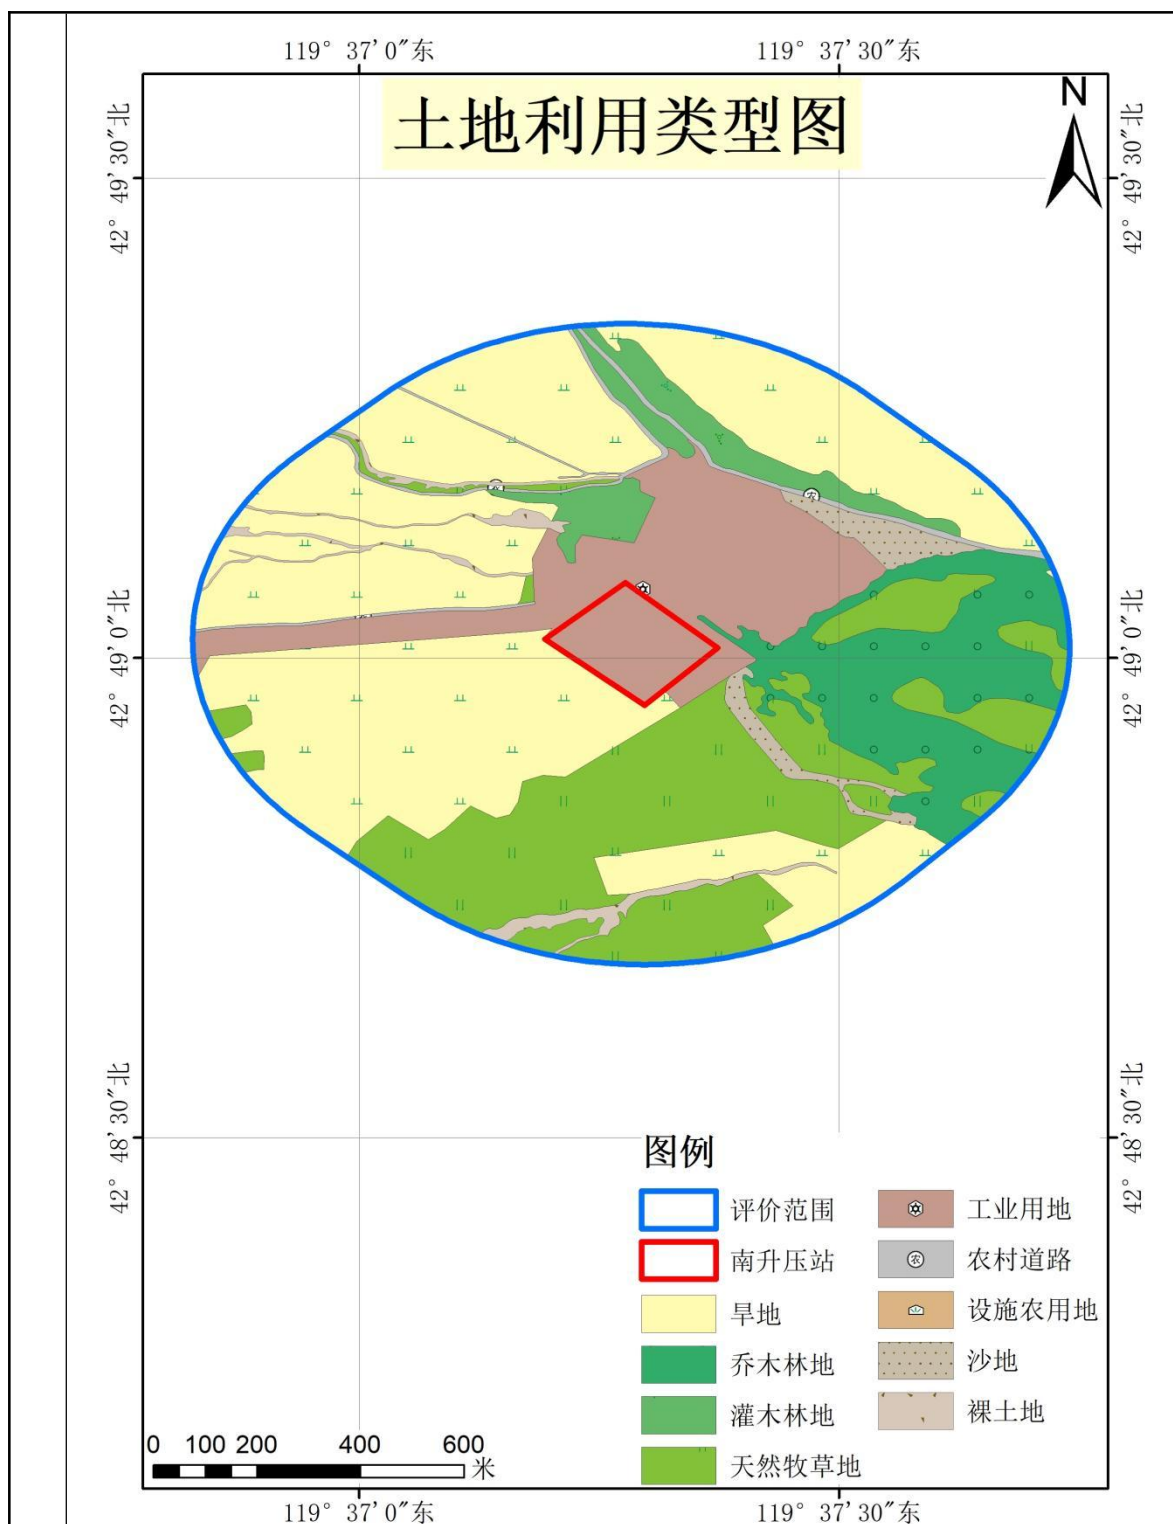 119° 37′0″东
119° 37′30″东
N
土地利用类型图
42° 49′30″北
42° 49′30″北
农
农
42° 49′0″北
42° 49′0″北
42° 48′30″北
42° 48′30″北
图例
评价范围
工业用地
南升压站
农 农村道路
旱地
设施农用地
乔木林地
沙地
灌木林地
裸土地
天然牧草地
0 100 200 400 600 米
119° 37′0″东
119° 37′30″东